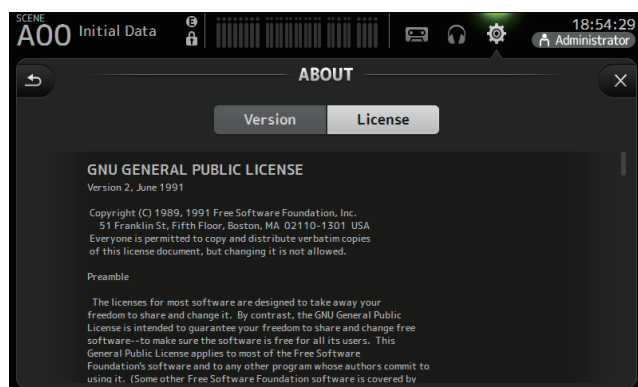 SCENE
A00 Initial Data
E
18:54:29
Administrator
ABOUT
Version License
GNU GENERAL PUBLIC LICENSE
Version 2, June 1991
Copyright (C) 1989, 1991 Free Software Foundation, Inc.
51 Franklin St, Fifth Floor, Boston, MA 02110-1301 USA
Everyone is permitted to copy and distribute verbatim copies
of this license document, but changing it is not allowed.
Preamble
The licenses for most software are designed to take away your
freedom to share and change it. By contrast, the GNU General Public
License is intended to guarantee your freedom to share and change free
software--to make sure the software is free for all its users. This
General Public License applies to most of the Free Software
Foundation's software and to any other program whose authors commit to
using it. (Some other Free Software Foundation software is covered by